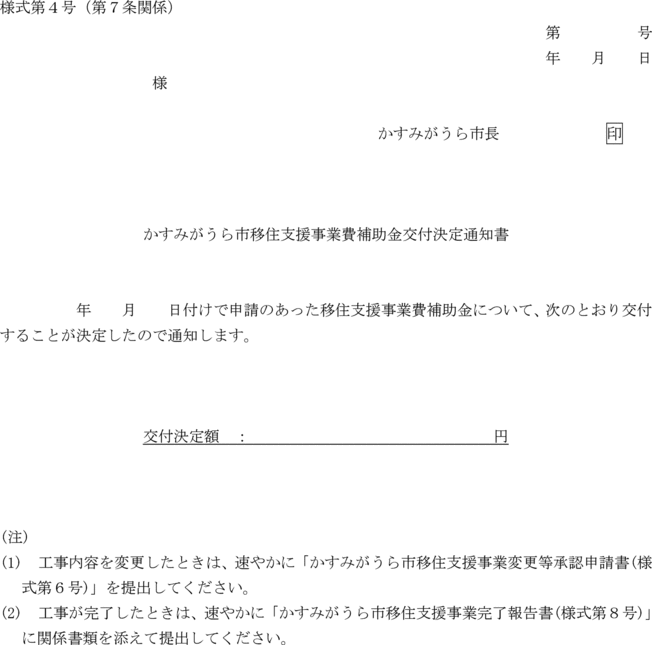 様式第４号（第７条関係）
第　　　　　号
年　　月　　日
様
かすみがうら市長　　　　　　　印
かすみがうら市移住支援事業費補助金交付決定通知書
年　　月　　日付けで申請のあった移住支援事業費補助金について、次のとおり交付
することが決定したので通知します。
交付決定額　：　　　　　　　　　　　　　　　　円
（注）
(1)　工事内容を変更したときは、速やかに「かすみがうら市移住支援事業変更等承認申請書(様
式第６号)」を提出してください。
(2)　工事が完了したときは、速やかに「かすみがうら市移住支援事業完了報告書(様式第８号)」
に関係書類を添えて提出してください。